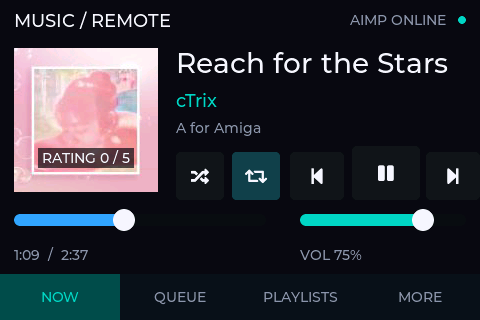 MUSIC / REMOTE
AIMP ONLINE
Reach for the Stars
cTrix
A for Amiga
RATING 0 / 5
1:09 / 2:37
VOL 75%
NOW
QUEUE
PLAYLISTS
MORE